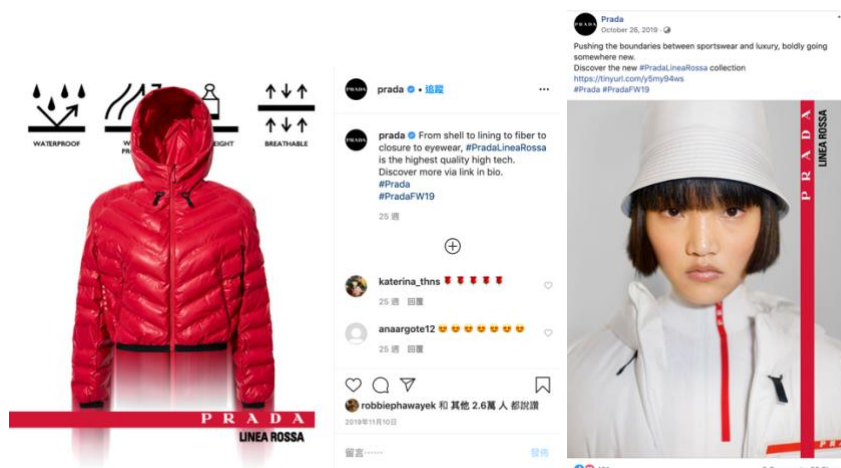 WATERPROOF
BREATHABLE
PRADA
LINEA ROSSA
PRADA
prada • 追蹤
PRADA
prada From shell to lining to fiber to
closure to eyewear, #PradaLineaRossa
is the highest quality high tech.
Discover more via link in bio.
#Prada
#PradaFW19
25 週
katerina_thns
25 週 回覆
anaargote12
25 週 回覆
robbiephawayek 和 其他 2.6萬 人 都說讚
2019年11月10日
留言⋯⋯
發佈
PRADA
Prada
October 26, 2019
Pushing the boundaries between sportswear and luxury, boldly going
somewhere new.
Discover the new #PradaLineaRossa collection
https://tinyurl.com/y5my94ws
#Prada #PradaFW19
PRADA
LINEA ROSSA